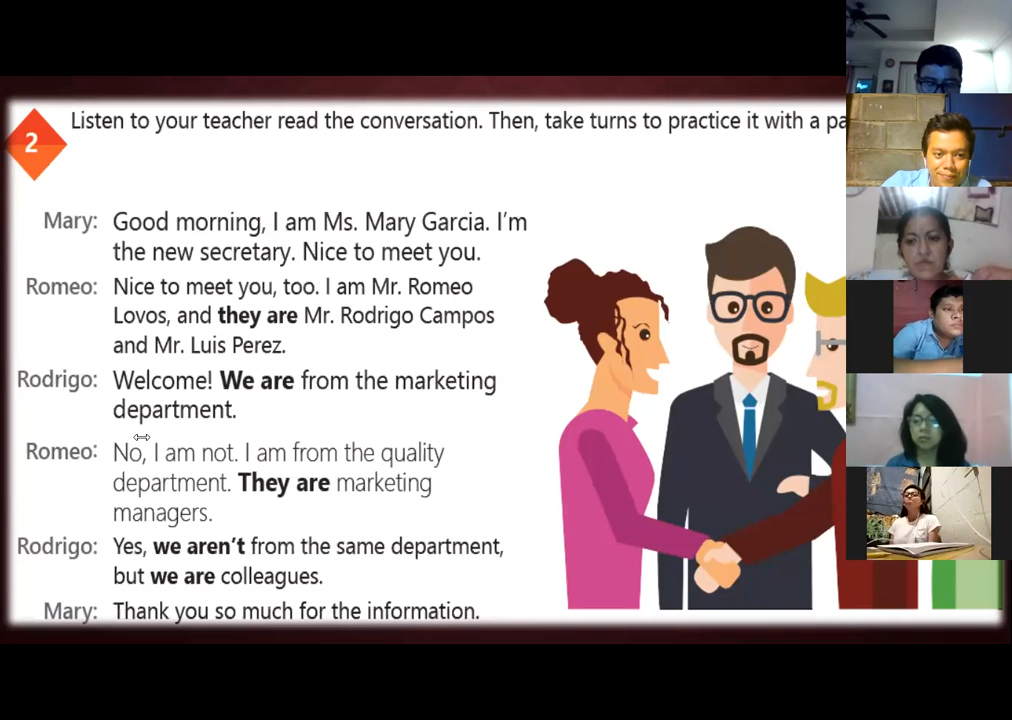 2
Listen to your teacher read the conversation. Then, take turns to practice it with a
Mary: Good morning, I am Ms. Mary Garcia. I'm
the new secretary. Nice to meet you.
Romeo: Nice to meet you, too. I am Mr. Romeo
Lovos, and they are Mr. Rodrigo Campos
and Mr. Luis Perez.
Rodrigo: Welcome! We are from the marketing
department.
Romeo: No, I am not. I am from the quality
department. They are marketing
managers.
Rodrigo: Yes, we aren't from the same department,
but we are colleagues.
Mary: Thank you so much for the information.